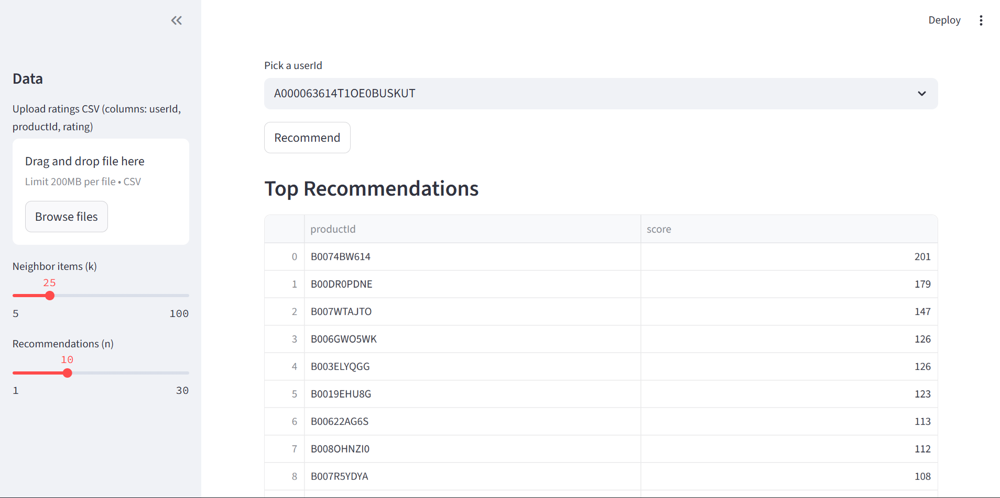 Deploy
Data
Upload ratings CSV (columns: userId,
productId, rating)
Drag and drop file here
Limit 200MB per file • CSV
Browse files
Neighbor items (k)
25
5 100
Recommendations (n)
10
1 30
Pick a userId
A000063614T1OE0BUSKUT
Recommend
Top Recommendations
productId score
0 B0074BW614 201
1 B00DR0PDNE 179
2 B007WTAJTO 147
3 B006GWO5WK 126
4 B003ELYQGG 126
5 B0019EHU8G 123
6 B00622AG6S 113
7 B008OHNZI0 112
8 B007R5YDYA 108